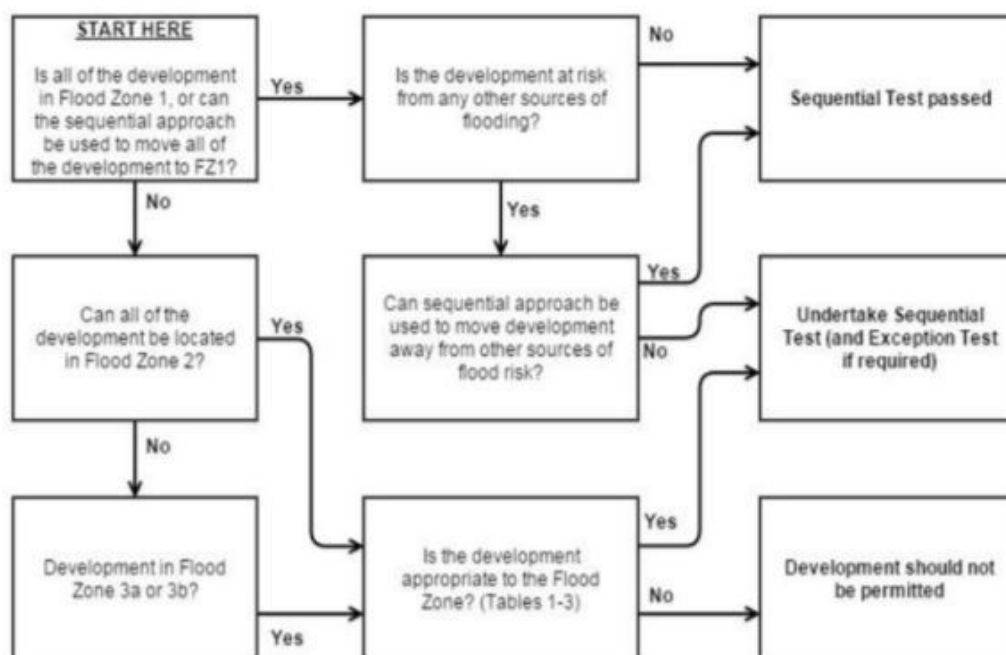 START HERE
Is all of the development
in Flood Zone 1, or can
the sequential approach
be used to move all of
the development to FZ1?
Yes
Is the development at risk
from any other sources of
flooding?
No
Sequential Test passed
No
Yes
Can all of the
development be located
in Flood Zone 2?
Yes
Can sequential approach be
used to move development
away from other sources of
flood risk?
Yes
No
Undertake Sequential
Test (and Exception Test
if required)
No
Development in Flood
Zone 3a or 3b?
Yes
Is the development
appropriate to the Flood
Zone? (Tables 1-3)
Yes
No
Development should not
be permitted